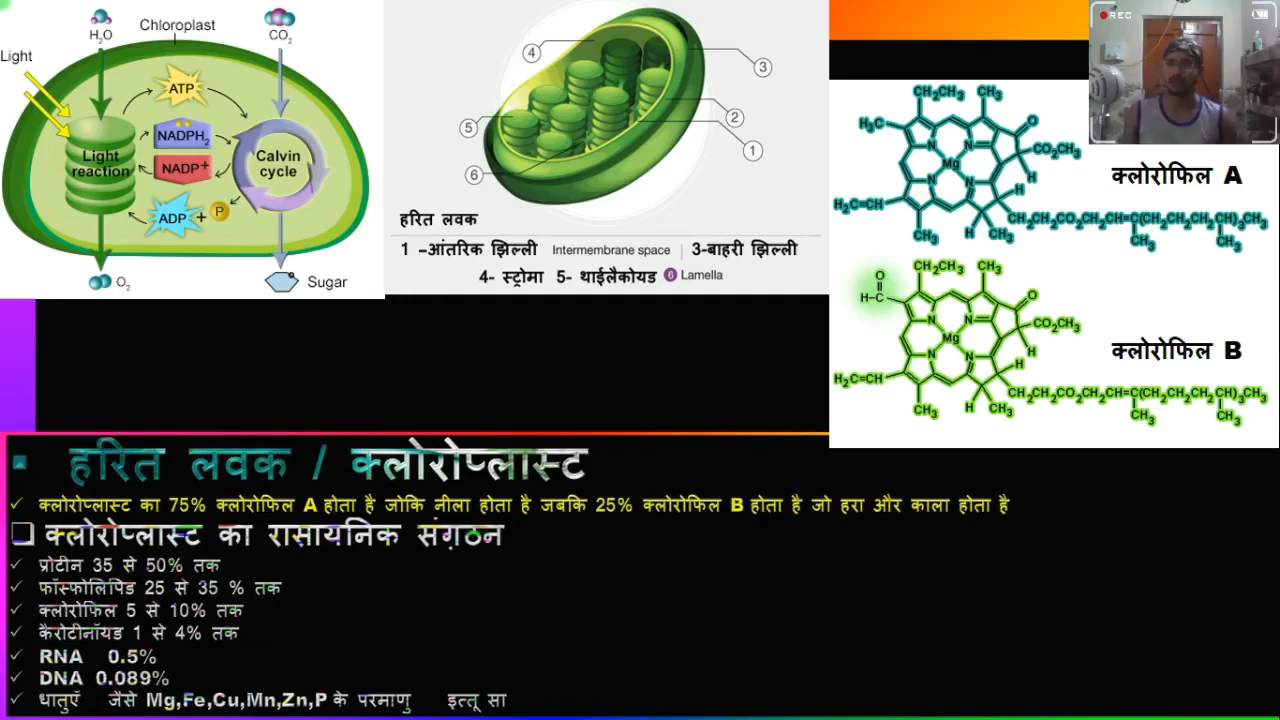 Chloroplast
H₂O
CO₂
Light
ATP
NADPH₂
Light reaction
NADP⁺
Calvin cycle
ADP + P
O₂
Sugar
4
3
2
5
1
6
हरित लवक
1 –आंतरिक झिल्ली Intermembrane space | 3-बाहरी झिल्ली
4- स्ट्रोमा 5- थाईलैकोयड 6 Lamella
REC
CH₂CH₃ CH₃
H₃C O
N N CO₂CH₃
Mg
N N H
H₂C=CH H
H CH₃ CH₂CH₂CO₂CH₂CH=C(CH₂CH₂CH₂CH)₃CH₃
CH₃ CH₃ CH₃
क्लोरोफिल A
CH₂CH₃ CH₃
O
H-C O
N N CO₂CH₃
Mg
N N H
H₂C=CH H
CH₂CH₂CO₂CH₂CH=C(CH₂CH₂CH₂CH)₃CH₃
CH₃ H CH₃ CH₃ CH₃
क्लोरोफिल B
हरित लवक / क्लोरोप्लास्ट
क्लोरोप्लास्ट का 75% क्लोरोफिल A होता है जोकि नीला होता है जबकि 25% क्लोरोफिल B होता है जो हरा और काला होता है
क्लोरोप्लास्ट का रासायनिक संगठन
प्रोटीन 35 से 50% तक
फॉस्फोलिपिड 25 से 35 % तक
क्लोरोफिल 5 से 10% तक
कैरोटीनॉयड 1 से 4% तक
RNA 0.5%
DNA 0.089%
धातुएँ जैसे Mg,Fe,Cu,Mn,Zn,P के परमाणु इत्तू सा